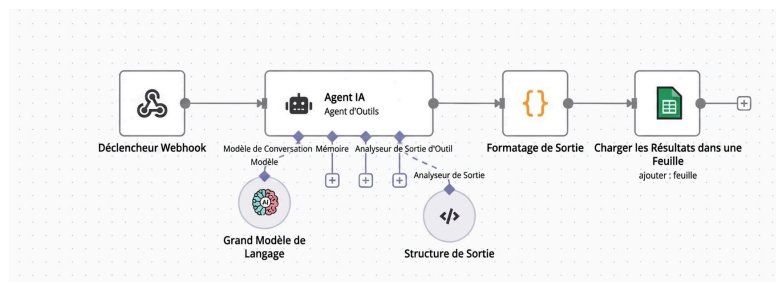 Agent IA
Agent d'Outils
Déclencheur Webhook
Modèle de Conversation
Mémoire
Analyseur de Sortie d'Outil
Modèle
Analyseur de Sortie
AI
Grand Modèle de
Langage
Structure de Sortie
Formatage de Sortie
Charger les Résultats dans une
Feuille
ajouter : feuille